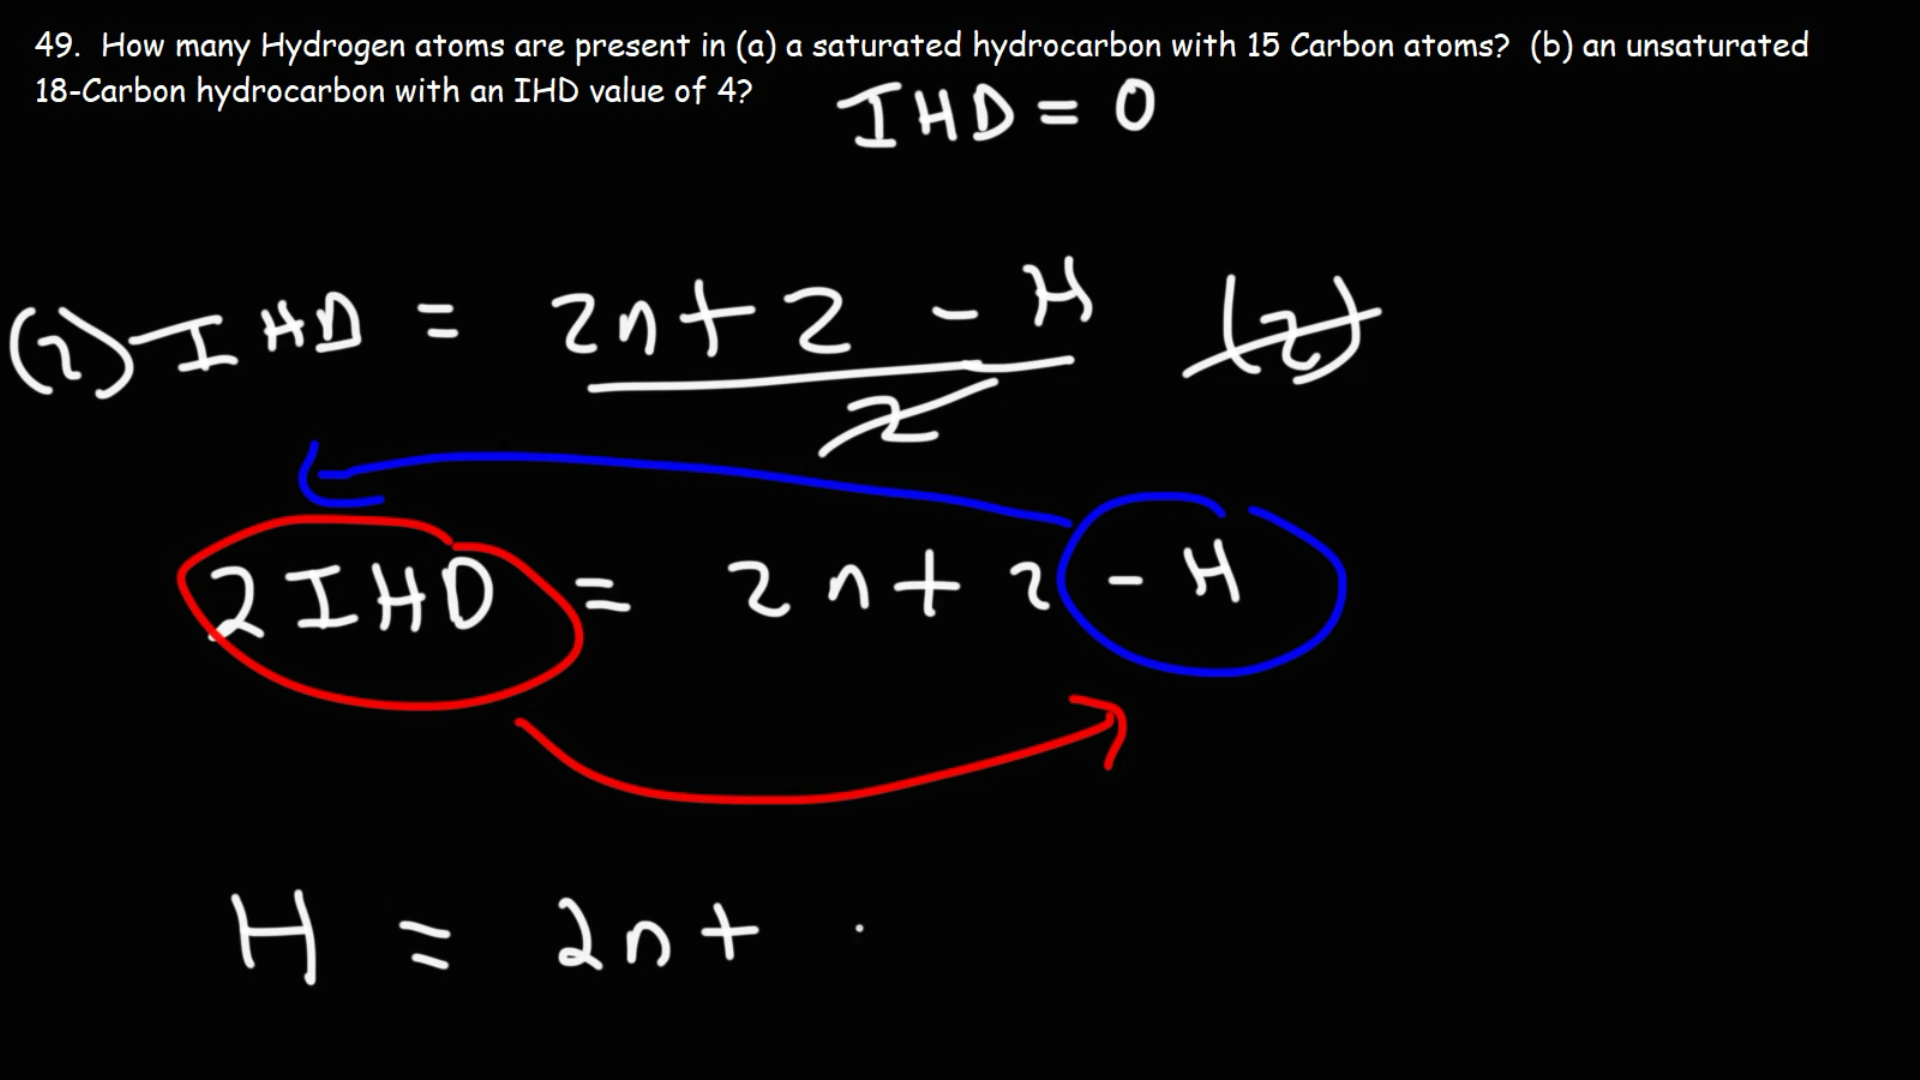 49. How many Hydrogen atoms are present in (a) a saturated hydrocarbon with 15 Carbon atoms? (b) an unsaturated
18-Carbon hydrocarbon with an IHD value of 4?
IHD = 0
(2) IHD = 2n + 2 - H (2)
2
2IHD = 2n + 2 - H
H = 2n +